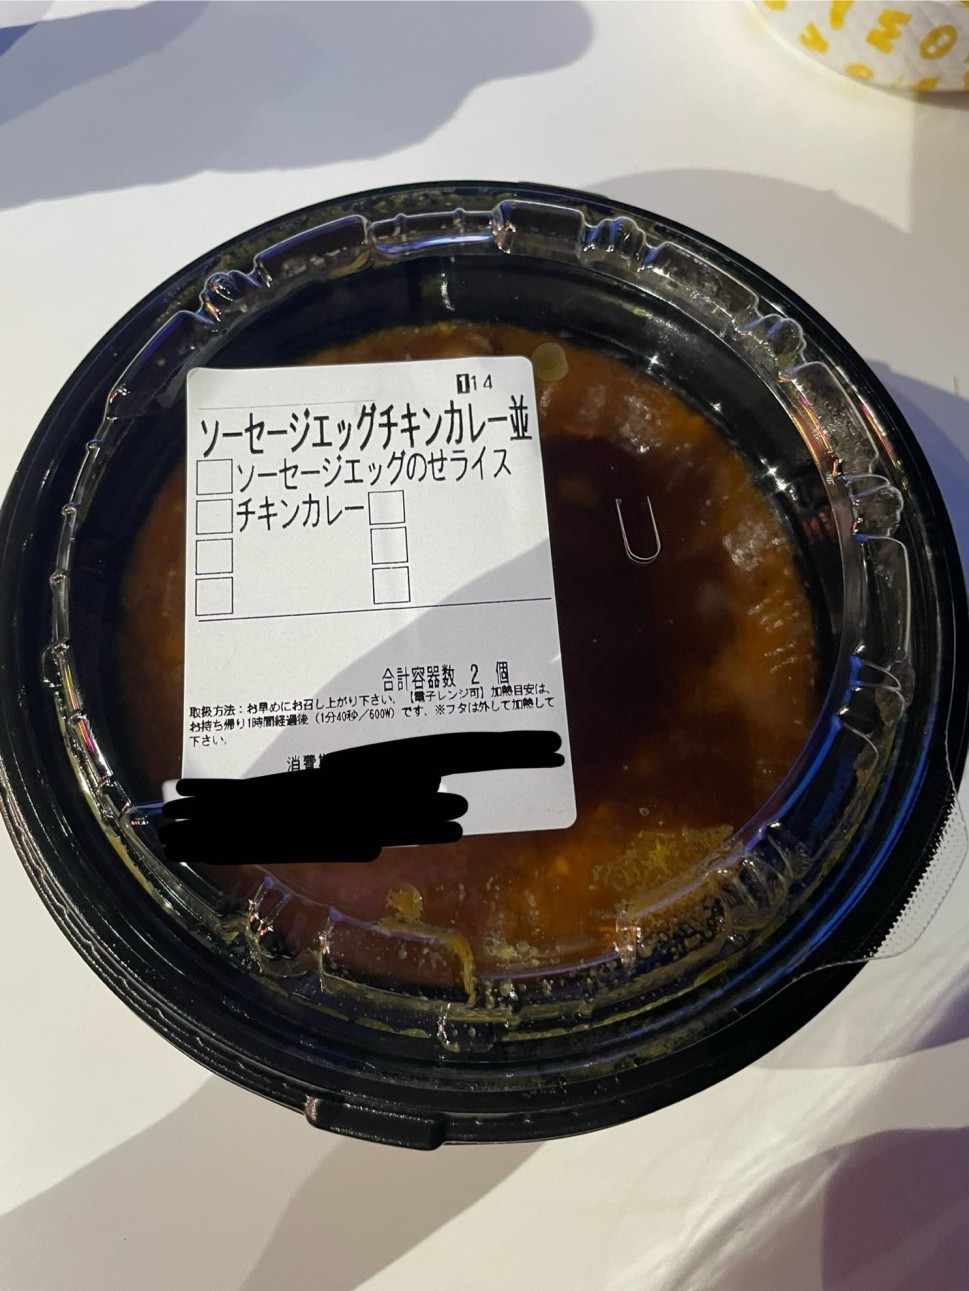 114
ソーセージエッグチキンカレー並
ソーセージエッグのせライス
チキンカレー
合計容器数 2 個
取扱方法：お早めにお召し上がり下さい。【電子レンジ可】加熱目安は、
お持ち帰り1時間経過後（1分40秒／600W）です。※フタは外して加熱して
下さい。
消費